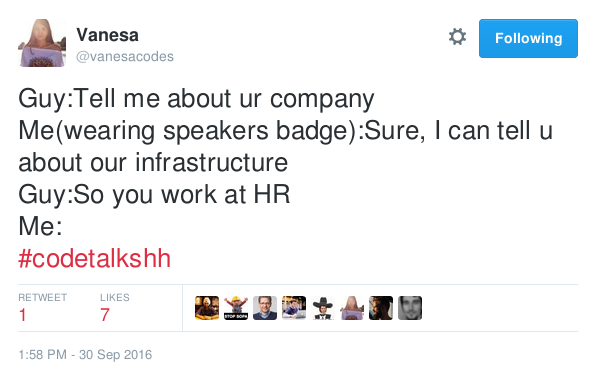 Vanesa
@vanesacodes
Following
Guy:Tell me about ur company
Me(wearing speakers badge):Sure, I can tell u
about our infrastructure
Guy:So you work at HR
Me:
#codetalkshh
RETWEET LIKES
1 7
STOP SOPA
1:58 PM - 30 Sep 2016